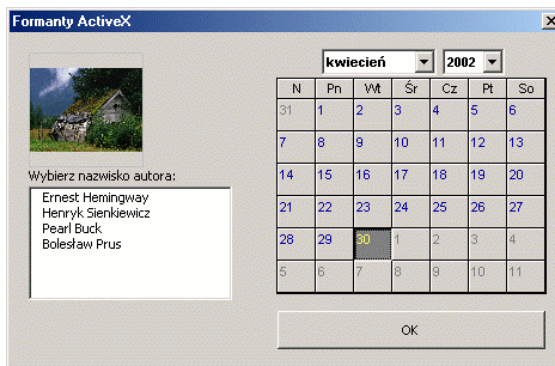 Formanty ActiveX
Wybierz nazwisko autora:
Ernest Hemingway
Henryk Sienkiewicz
Pearl Buck
Bolesław Prus
kwiecień 2002
N Pn Wt Śr Cz Pt So
31 1 2 3 4 5 6
7 8 9 10 11 12 13
14 15 16 17 18 19 20
21 22 23 24 25 26 27
28 29 30 1 2 3 4
5 6 7 8 9 10 11
OK